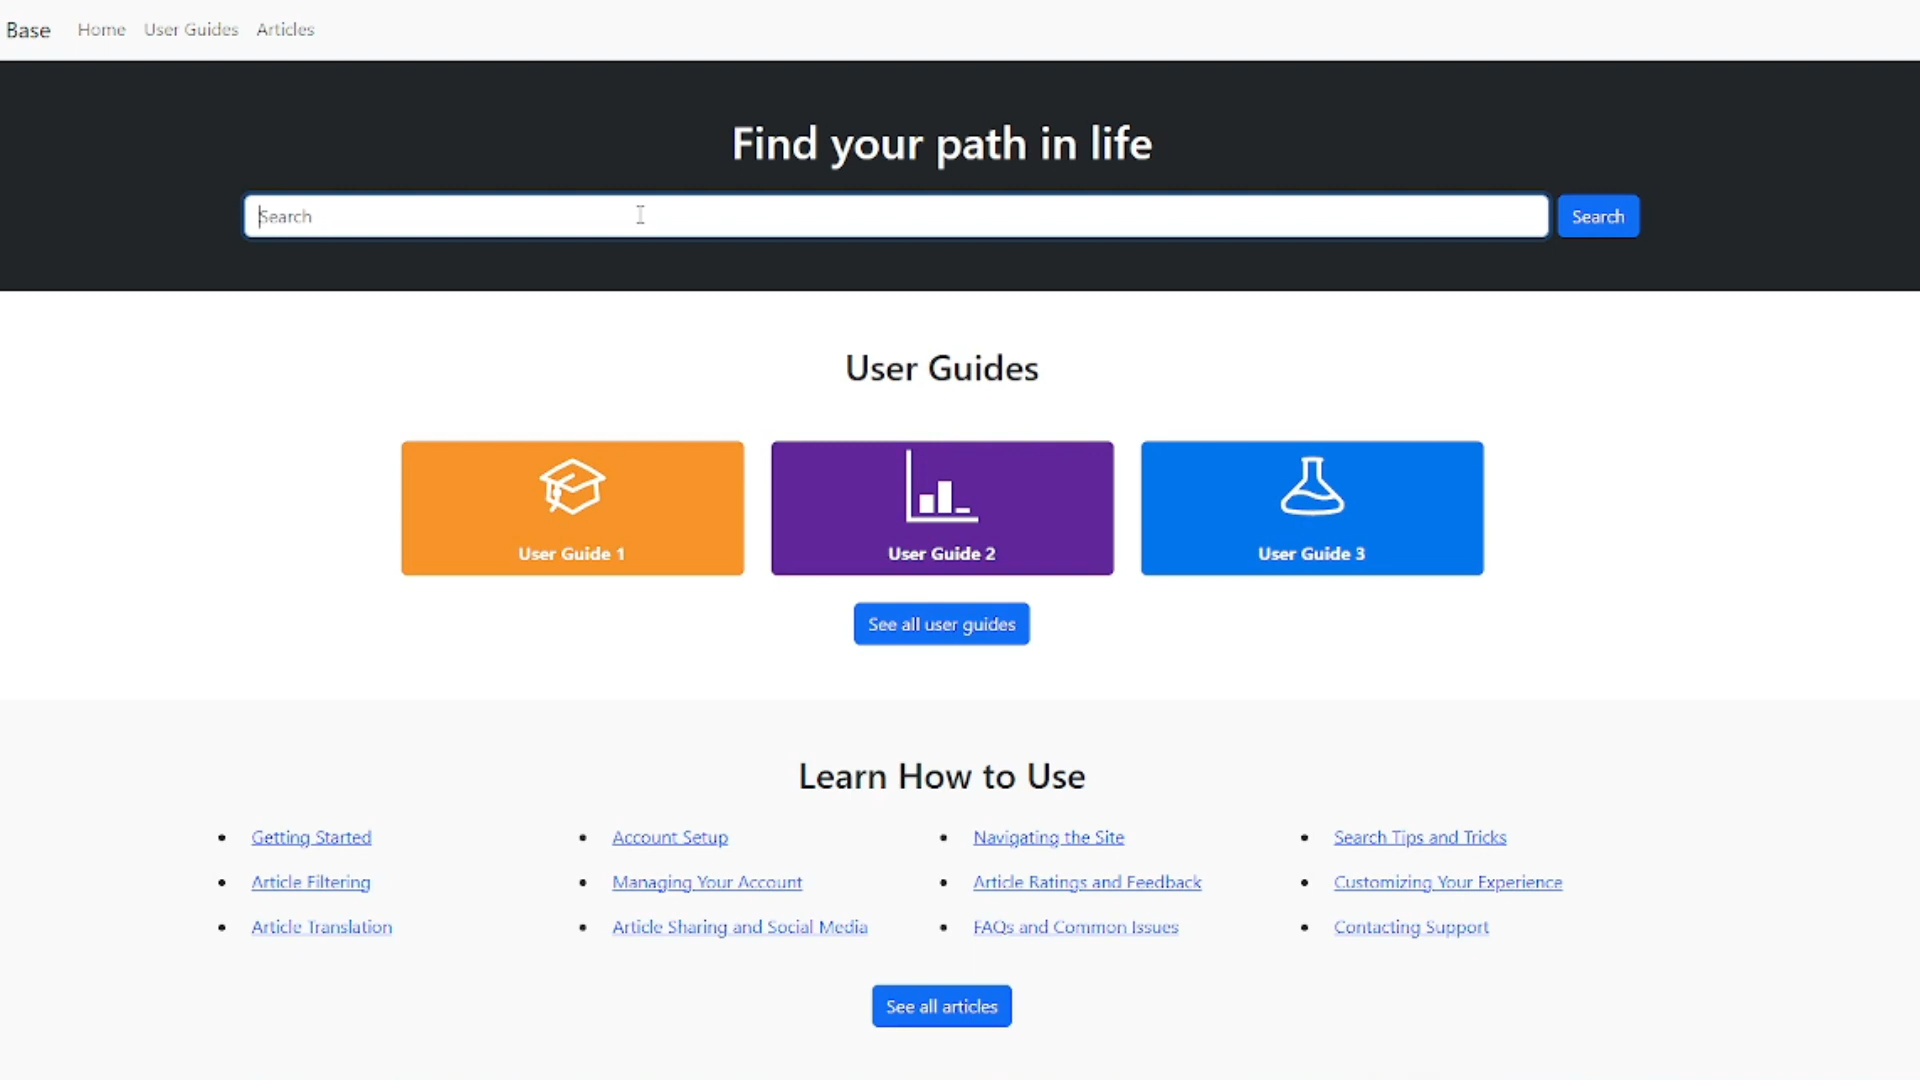 Base Home User Guides Articles
Find your path in life
Search Search
User Guides
User Guide 1 User Guide 2 User Guide 3
See all user guides
Learn How to Use
Getting Started Account Setup Navigating the Site Search Tips and Tricks
Article Filtering Managing Your Account Article Ratings and Feedback Customizing Your Experience
Article Translation Article Sharing and Social Media FAQs and Common Issues Contacting Support
See all articles